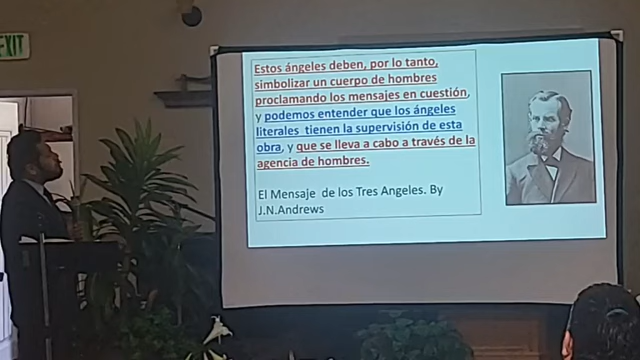 EXIT
Estos ángeles deben, por lo tanto,
simbolizar un cuerpo de hombres
proclamando los mensajes en cuestión,
y podemos entender que los ángeles
literales tienen la supervisión de esta
obra, y que se lleva a cabo a través de la
agencia de hombres.
El Mensaje de los Tres Angeles. By
J.N.Andrews